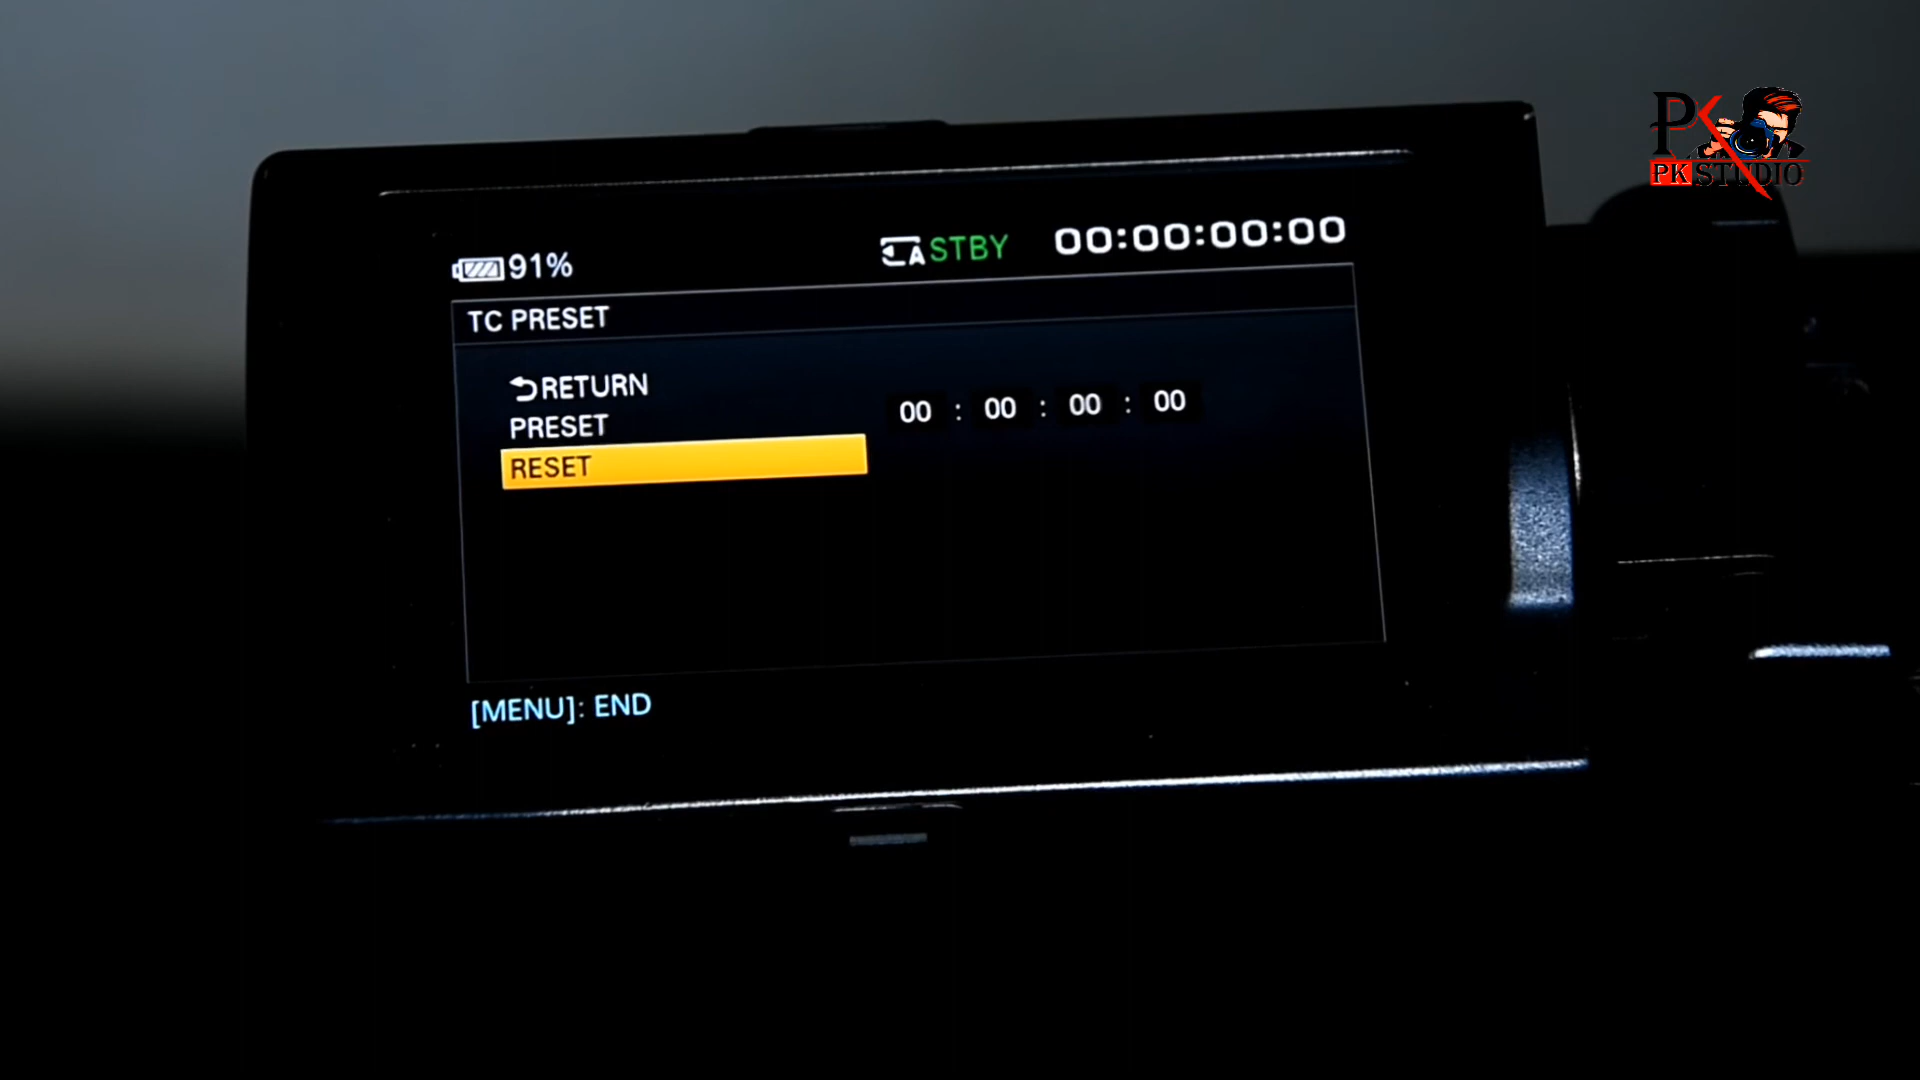 PK
PK STUDIO
91% A STBY 00:00:00:00
TC PRESET
RETURN
PRESET 00 : 00 : 00 : 00
RESET
[MENU]: END